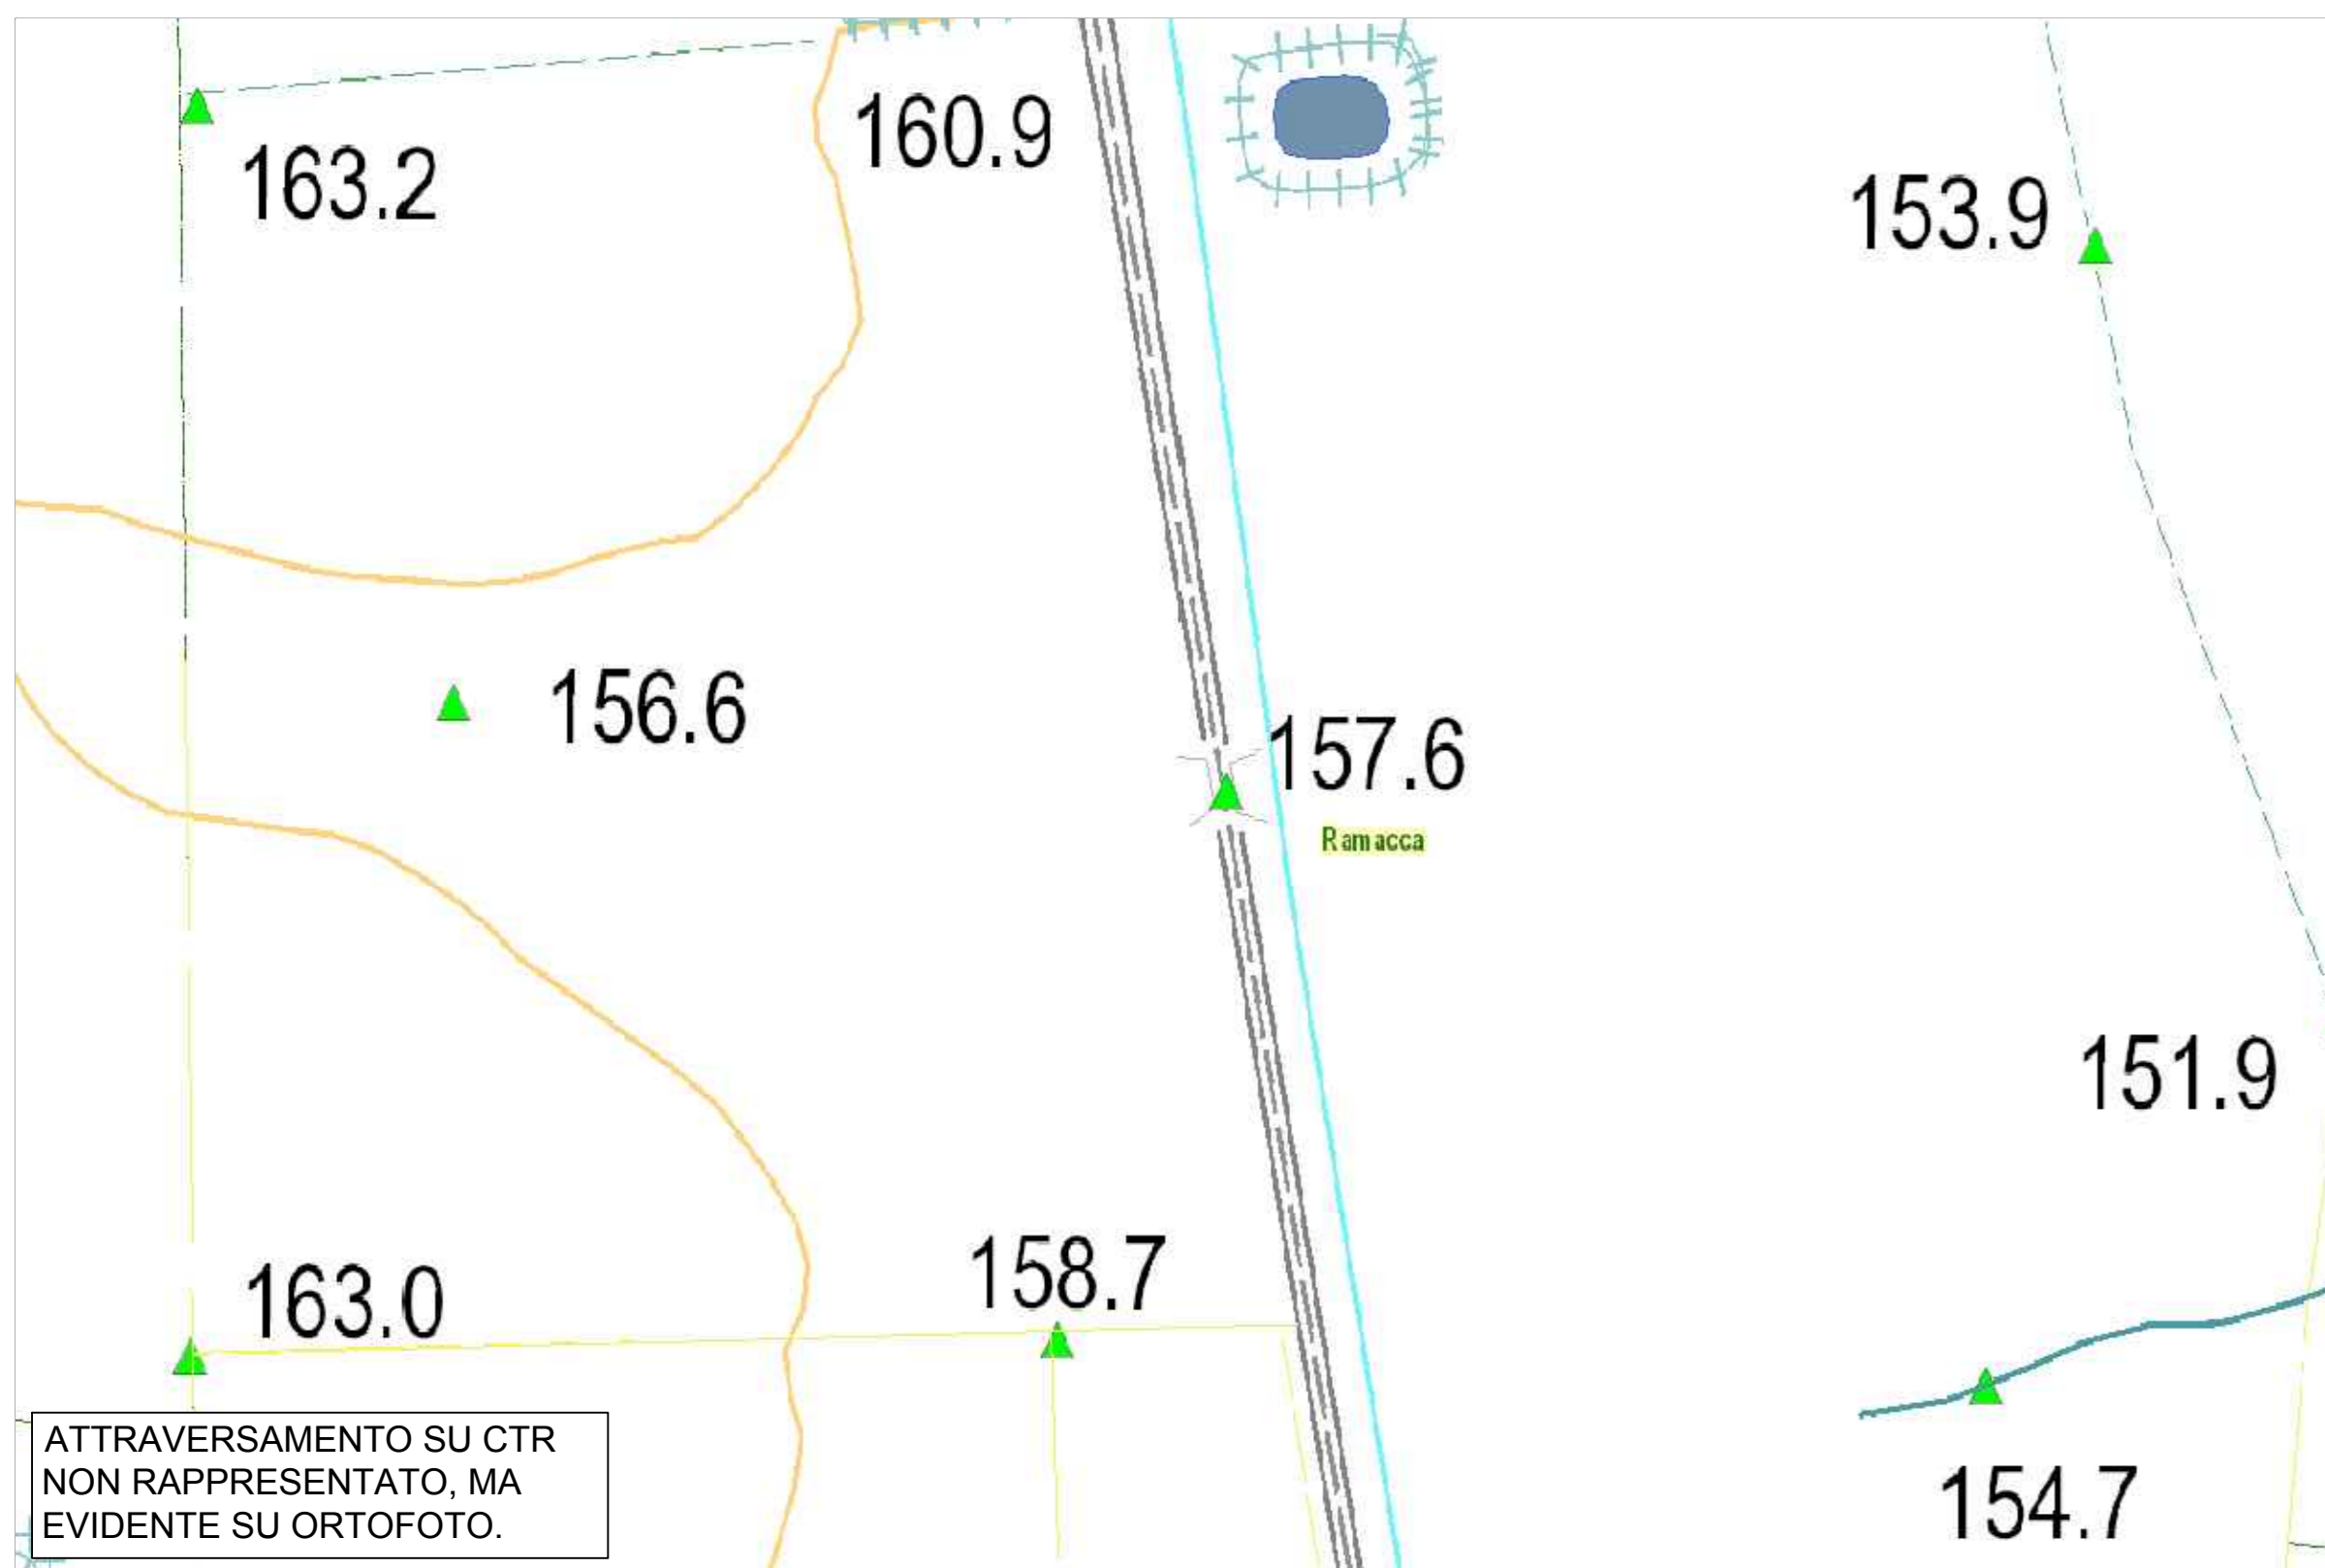 160.9
163.2
153.9
156.6
157.6
Ramacca
151.9
158.7
163.0
ATTRAVERSAMENTO SU CTR
NON RAPPRESENTATO, MA
EVIDENTE SU ORTOFOTO.
154.7